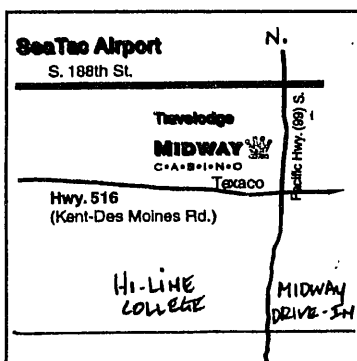 N.
SeaTac Airport
S. 188th St.
Pacific Hwy. (99) S.
Travelodge
MIDWAY
C•A•S•I•N•O
Texaco
Hwy. 516
(Kent-Des Moines Rd.)
HI-LINE
COLLEGE
MIDWAY
DRIVE-IN